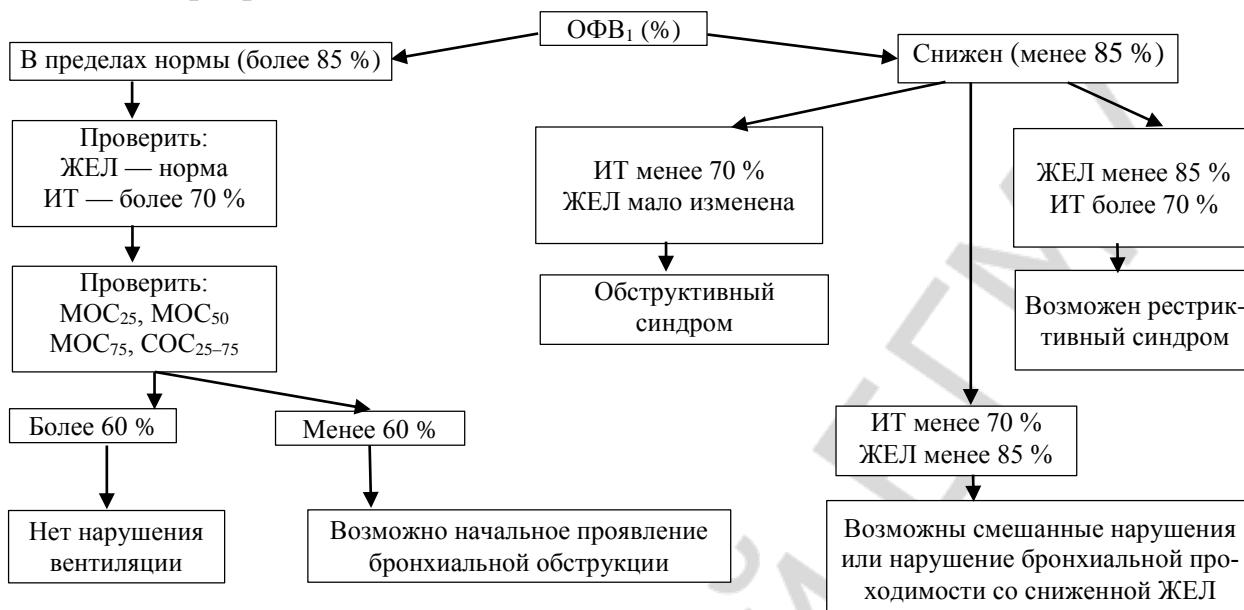 ОФВ₁ (%)
В пределах нормы (более 85 %)
Снижен (менее 85 %)
Проверить:
ЖЕЛ — норма
ИТ — более 70 %
ИТ менее 70 %
ЖЕЛ мало изменена
ЖЕЛ менее 85 %
ИТ более 70 %
Проверить:
МОС₂₅, МОС₅₀
МОС₇₅, СОС₂₅₋₇₅
Обструктивный
синдром
Возможен рестрик-
тивный синдром
Более 60 %
Менее 60 %
ИТ менее 70 %
ЖЕЛ менее 85 %
Нет нарушения
вентиляции
Возможно начальное проявление
бронхиальной обструкции
Возможны смешанные нарушения
или нарушение бронхиальной про-
ходимости со сниженной ЖЕЛ